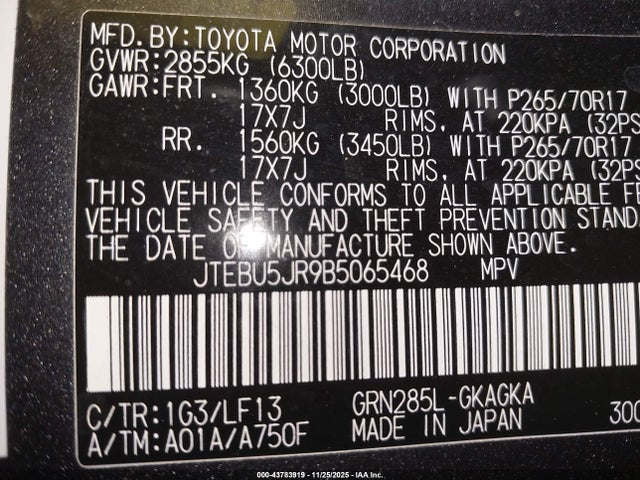 MFD.BY:TOYOTA MOTOR CORPORATION
GVWR:2855KG (6300LB)
GAWR:FRT. 1360KG (3000LB) WITH P265/70R17
17X7J RIMS, AT 220KPA (32PS
RR. 1560KG (3450LB) WITH P265/70R17
17X7J RIMS, AT 220KPA (32PS
THIS VEHICLE CONFORMS TO ALL APPLICABLE FE
VEHICLE SAFETY AND THEFT PREVENTION STAND
THE DATE OF MANUFACTURE SHOWN ABOVE.
JTEBU5JR9B5065468 MPV
C/TR:1G3/LF13 GRN285L-GKAGKA
A/TM:A01A/A750F MADE IN JAPAN 300
000-43783919 - 11/25/2025 - IAA Inc.